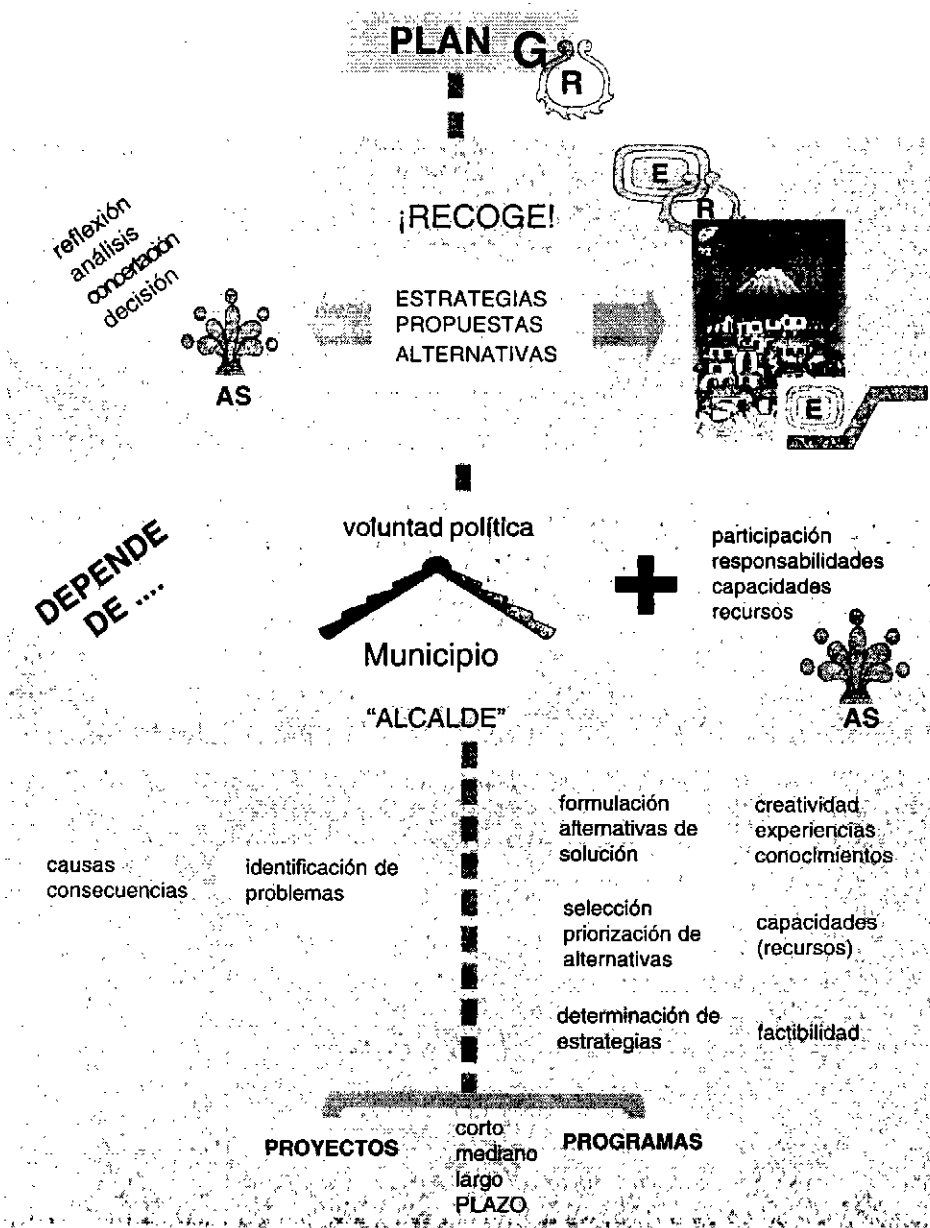 PLAN G
R
E
R
¡RECOGE!
reflexión
análisis
concertación
decisión
ESTRATEGIAS
PROPUESTAS
ALTERNATIVAS
AS
S
E
DEPENDE
DE ....
voluntad política
Municipio
"ALCALDE"
participación
responsabilidades
capacidades
recursos
AS
causas
consecuencias
identificación de
problemas
formulación
alternativas de
solución
creatividad
experiencias
conocimientos
selección
priorización de
alternativas
capacidades
(recursos)
determinación de
estrategias
factibilidad
PROYECTOS
corto
mediano
largo
PLAZO
PROGRAMAS